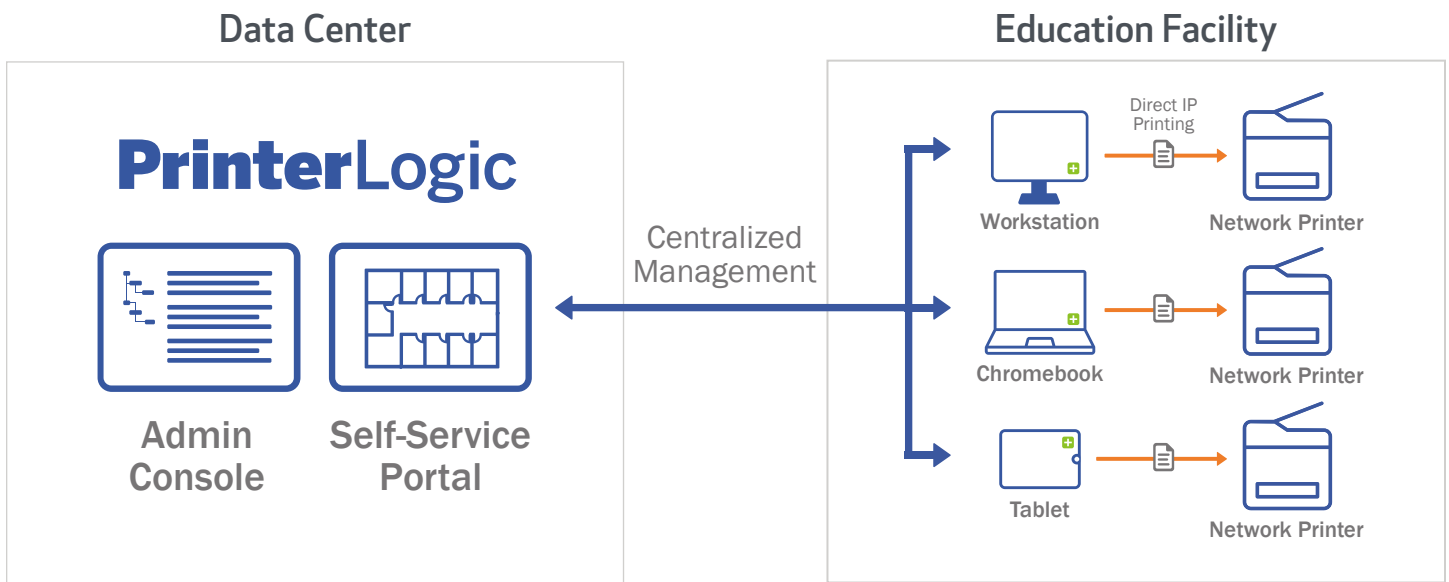 Data Center
Education Facility
PrinterLogic
Admin
Console
Self-Service
Portal
Centralized
Management
Direct IP
Printing
Workstation
Network Printer
Chromebook
Network Printer
Tablet
Network Printer